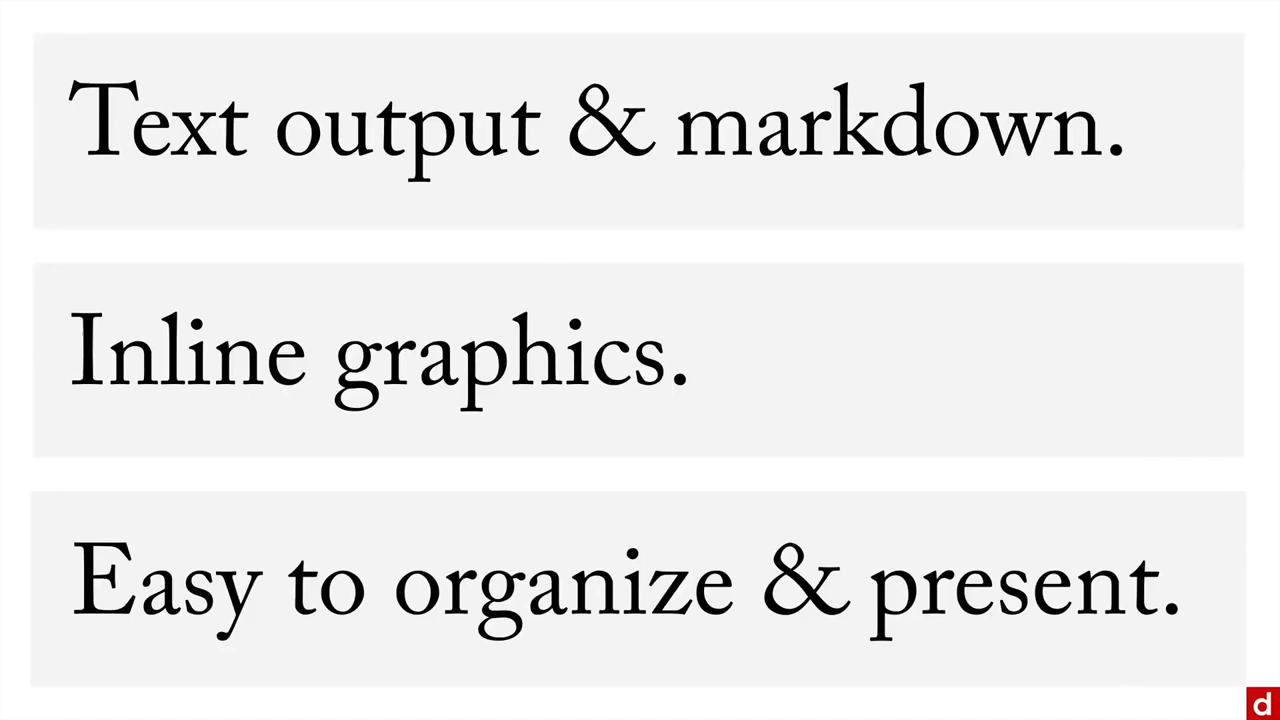 Text output & markdown.
Inline graphics.
Easy to organize & present.
d